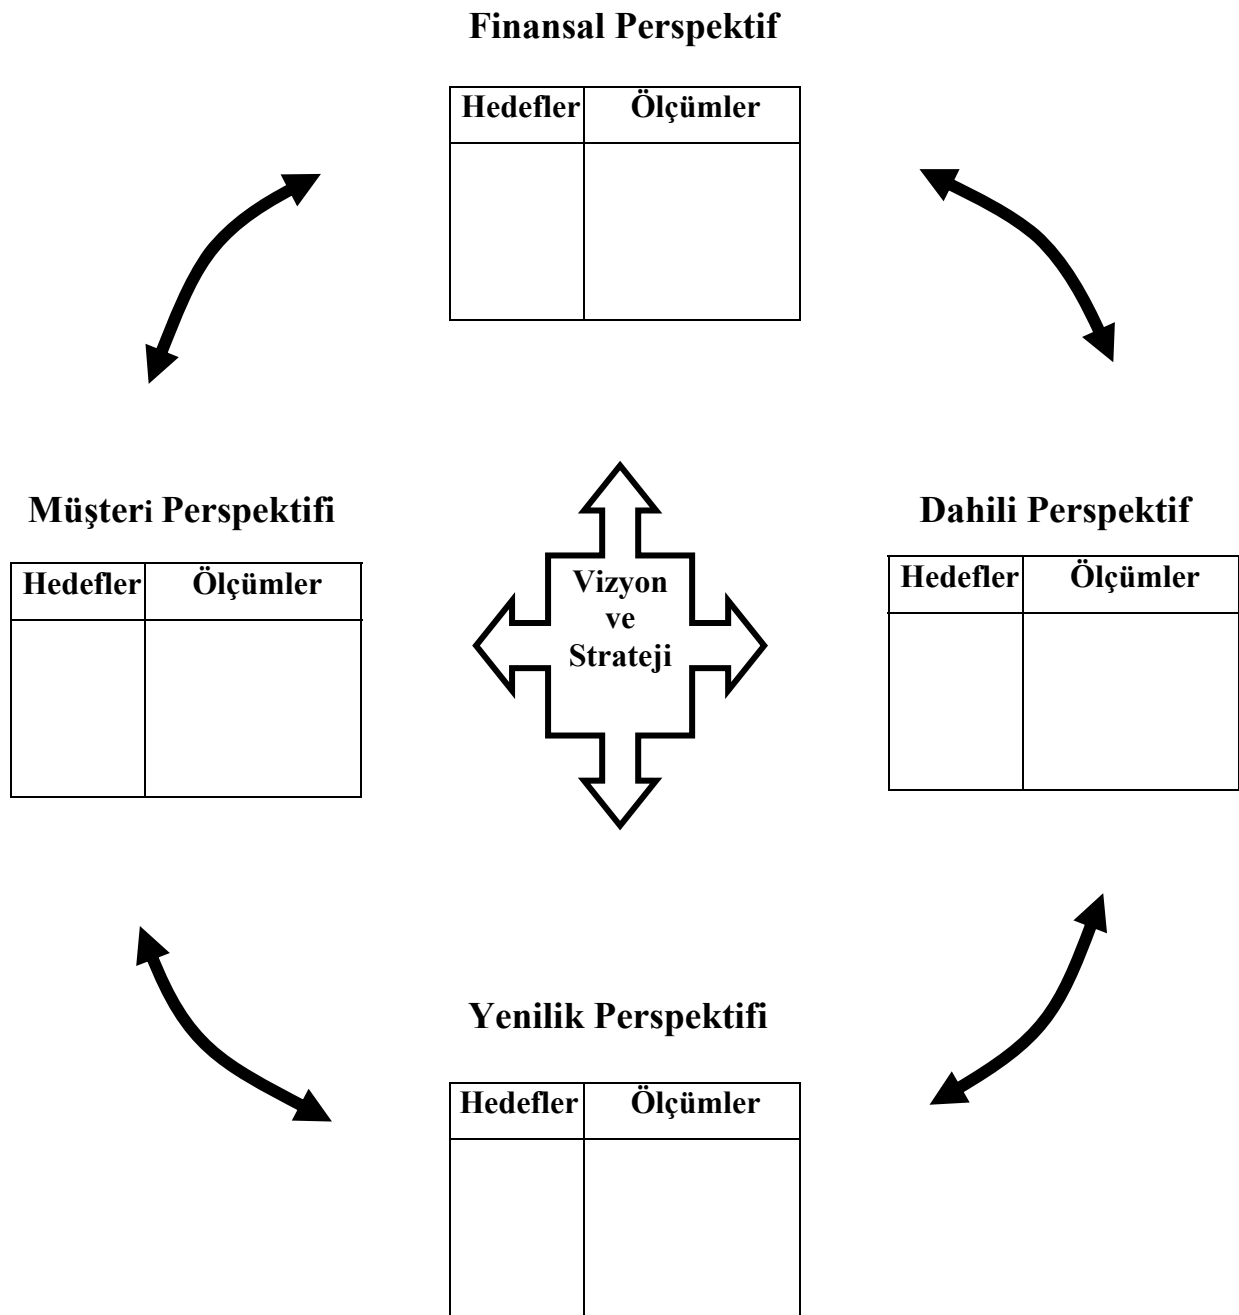 Finansal Perspektif
Hedefler Ölçümler
Müşteri Perspektifi
Hedefler Ölçümler
Vizyon
ve
Strateji
Dahili Perspektif
Hedefler Ölçümler
Yenilik Perspektifi
Hedefler Ölçümler